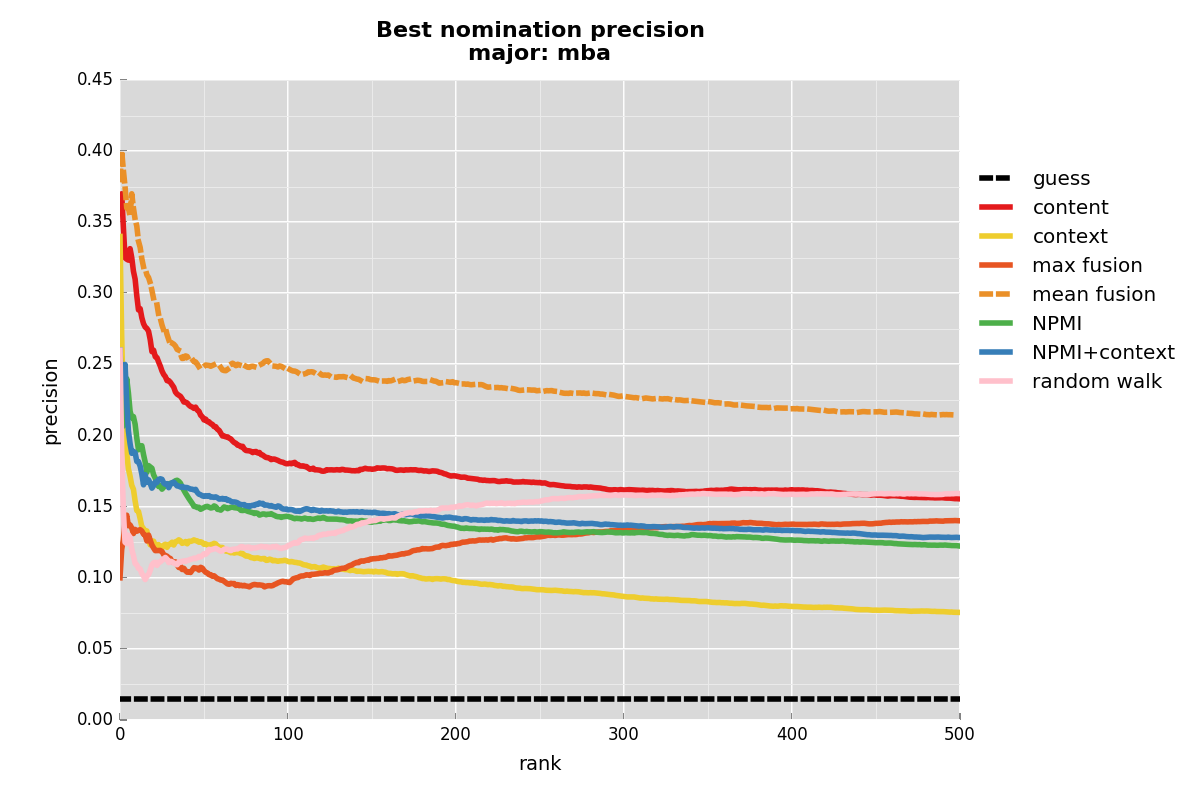 Best nomination precision
major: mba
precision
0.45
0.40
0.35
0.30
0.25
0.20
0.15
0.10
0.05
0.00
0
100
200
300
400
500
rank
guess
content
context
max fusion
mean fusion
NPMI
NPMI+context
random walk